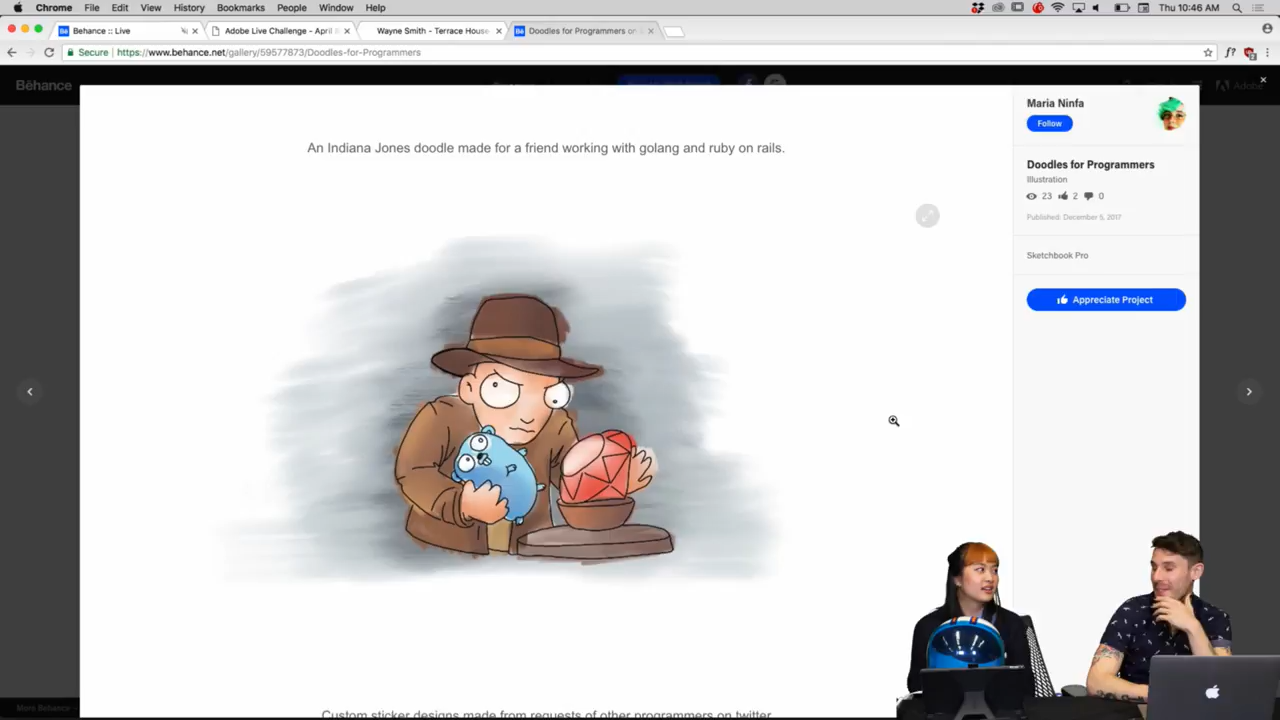 Chrome File Edit View History Bookmarks People Window Help
Thu 10:46 AM
Behance :: Live
Adobe Live Challenge - April
Wayne Smith - Terrace House
Doodles for Programmers on
Secure https://www.behance.net/gallery/59577873/Doodles-for-Programmers
Bēhance
Adobe
An Indiana Jones doodle made for a friend working with golang and ruby on rails.
Maria Ninfa
Follow
Doodles for Programmers
Illustration
23 2 0
Published: December 5, 2017
Sketchbook Pro
Appreciate Project
More Behance
Custom sticker designs made from requests of other programmers on twitter